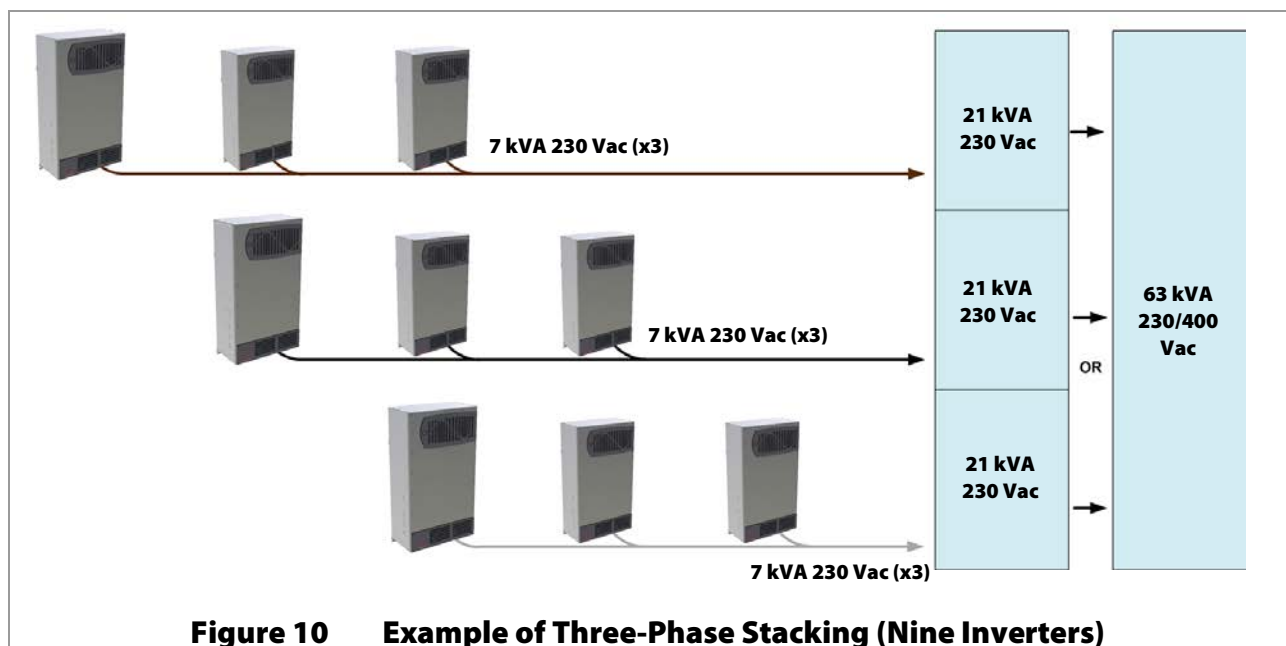 7 kVA 230 Vac (x3)
21 kVA
230 Vac
7 kVA 230 Vac (x3)
21 kVA
230 Vac
OR
63 kVA
230/400
Vac
21 kVA
230 Vac
7 kVA 230 Vac (x3)
Figure 10 Example of Three-Phase Stacking (Nine Inverters)